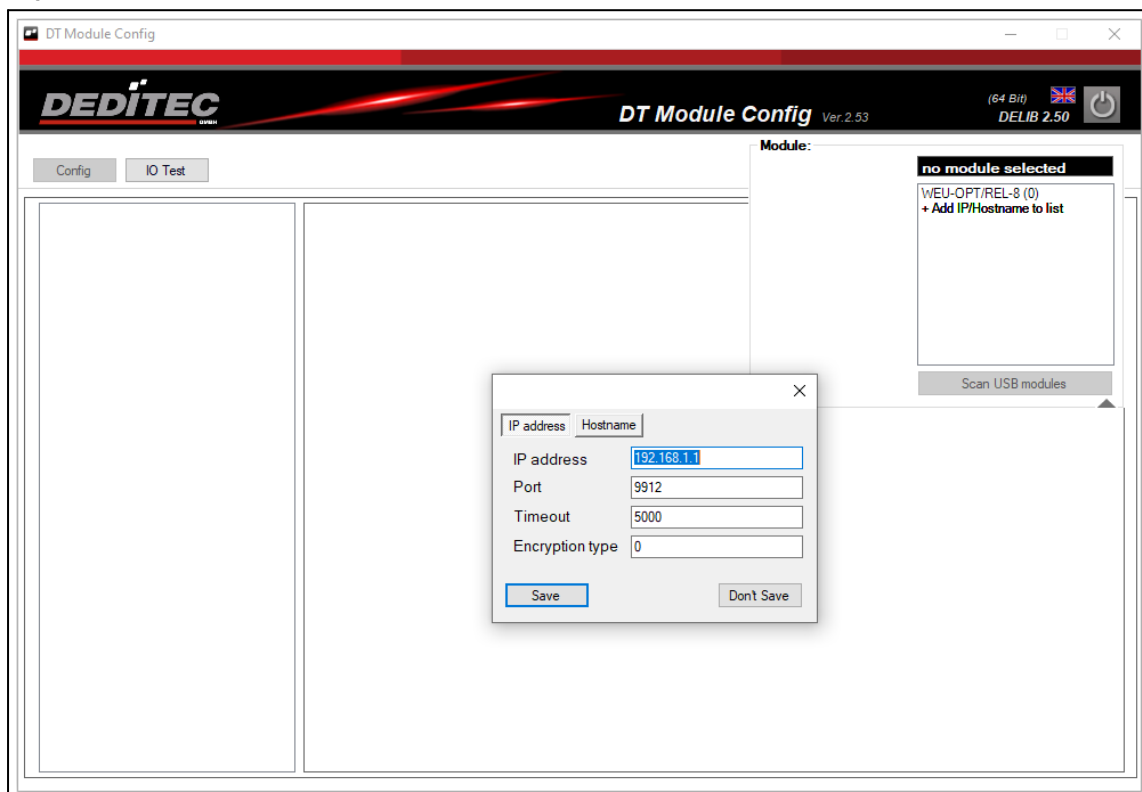 DT Module Config
DEDITEC
GMBH
DT Module Config Ver.2.53
(64 Bit)
DELIB 2.50
Config
IO Test
Module:
no module selected
WEU-OPT/REL-8 (0)
+ Add IP/Hostname to list
Scan USB modules
IP address
Hostname
IP address 192.168.1.1
Port 9912
Timeout 5000
Encryption type 0
Save
Don't Save